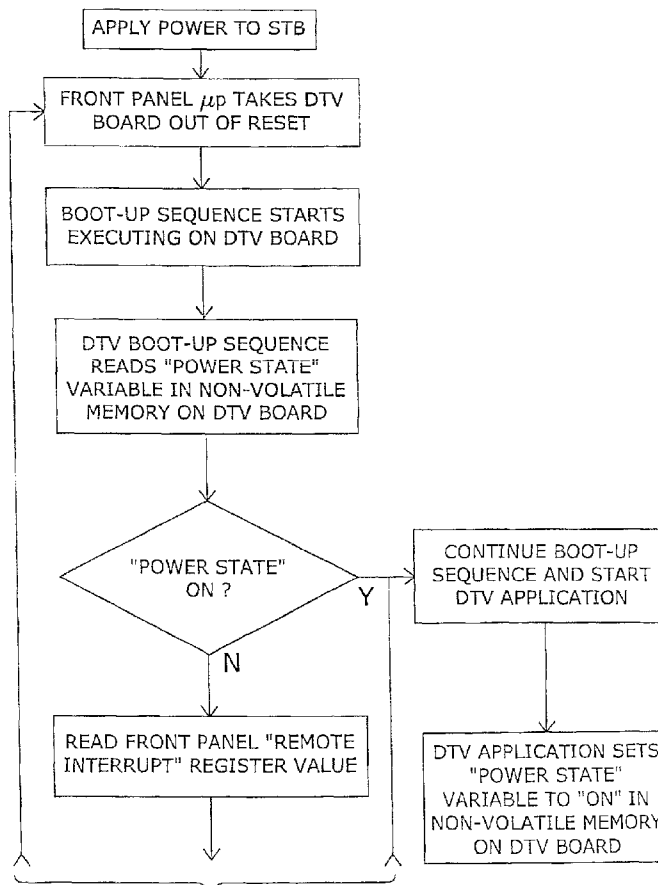 APPLY POWER TO STB
FRONT PANEL μp TAKES DTV
BOARD OUT OF RESET
BOOT-UP SEQUENCE STARTS
EXECUTING ON DTV BOARD
DTV BOOT-UP SEQUENCE
READS "POWER STATE"
VARIABLE IN NON-VOLATILE
MEMORY ON DTV BOARD
"POWER STATE"
ON ?
Y
N
CONTINUE BOOT-UP
SEQUENCE AND START
DTV APPLICATION
READ FRONT PANEL "REMOTE
INTERRUPT" REGISTER VALUE
DTV APPLICATION SETS
"POWER STATE"
VARIABLE TO "ON" IN
NON-VOLATILE MEMORY
ON DTV BOARD